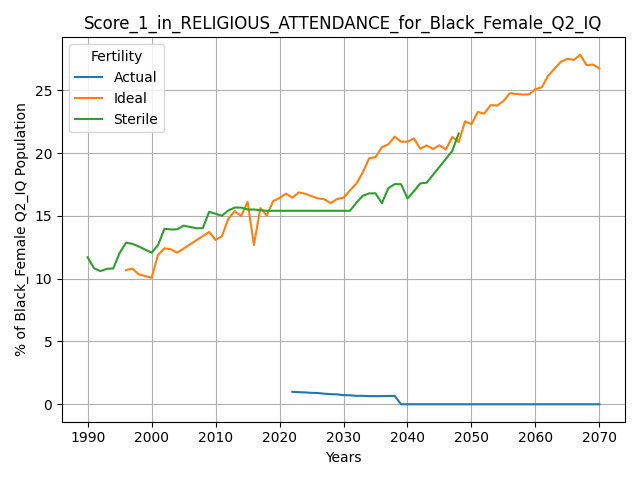 Score_1_in_RELIGIOUS_ATTENDANCE_for_Black_Female_Q2_IQ
Fertility
Actual
Ideal
Sterile
% of Black_Female Q2_IQ Population
25
20
15
10
5
0
1990 2000 2010 2020 2030 2040 2050 2060 2070
Years